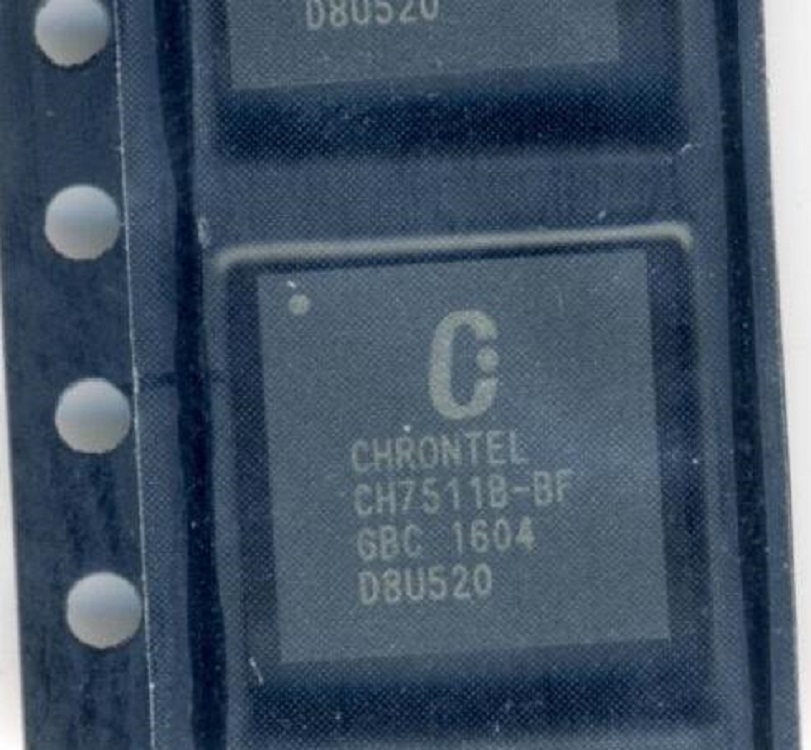 D8U520
CHRONTEL
CH7511B-BF
GBC 1604
D8U520